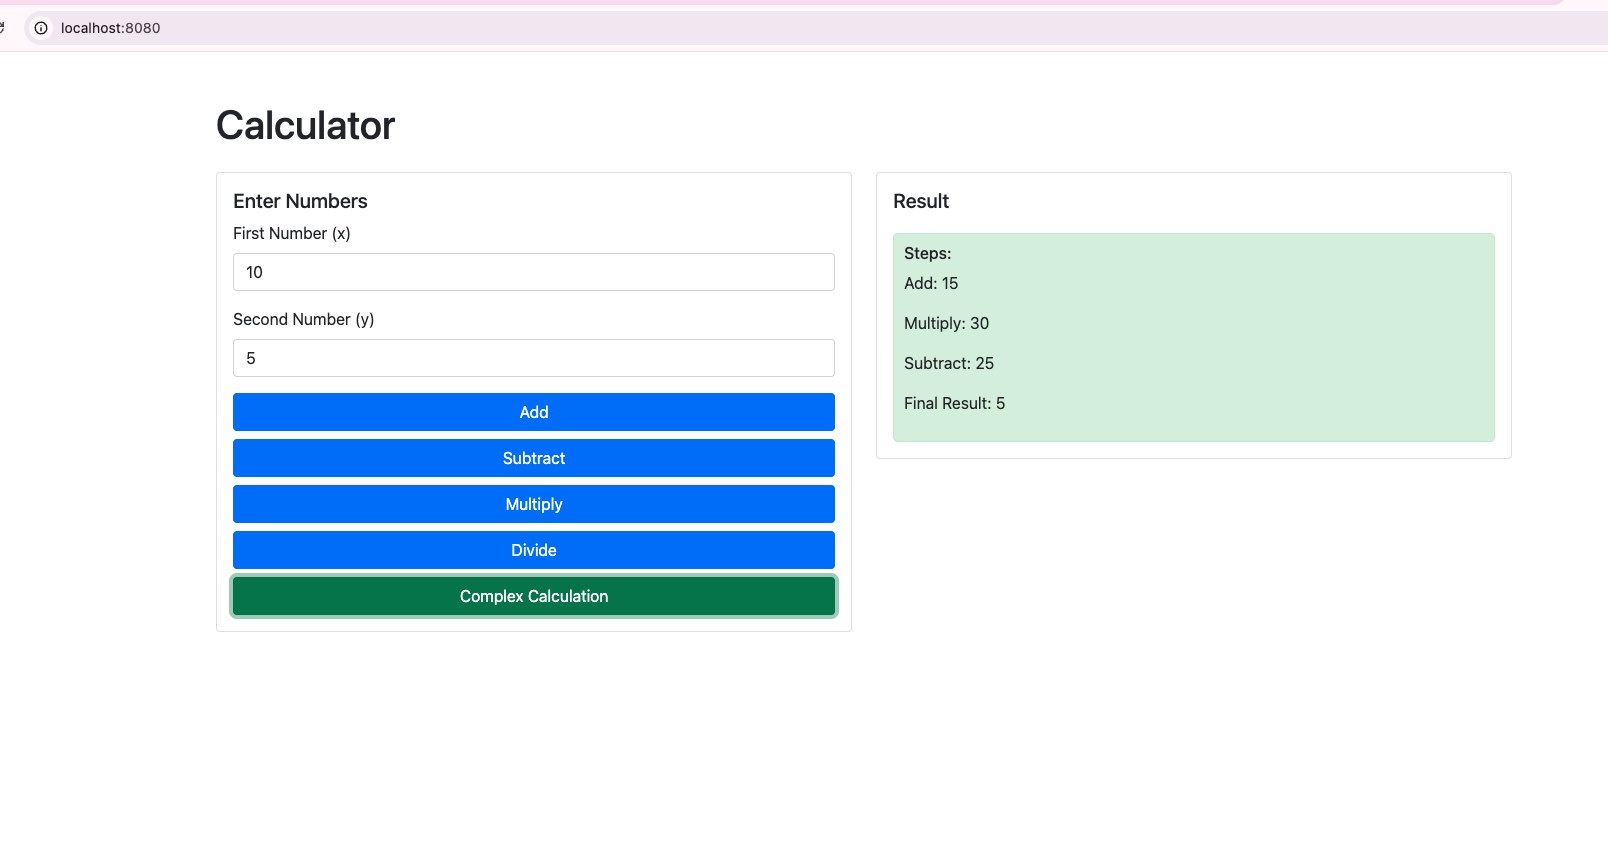 localhost:8080
Calculator
Enter Numbers
First Number (x)
10
Second Number (y)
5
Add
Subtract
Multiply
Divide
Complex Calculation
Result
Steps:
Add: 15
Multiply: 30
Subtract: 25
Final Result: 5